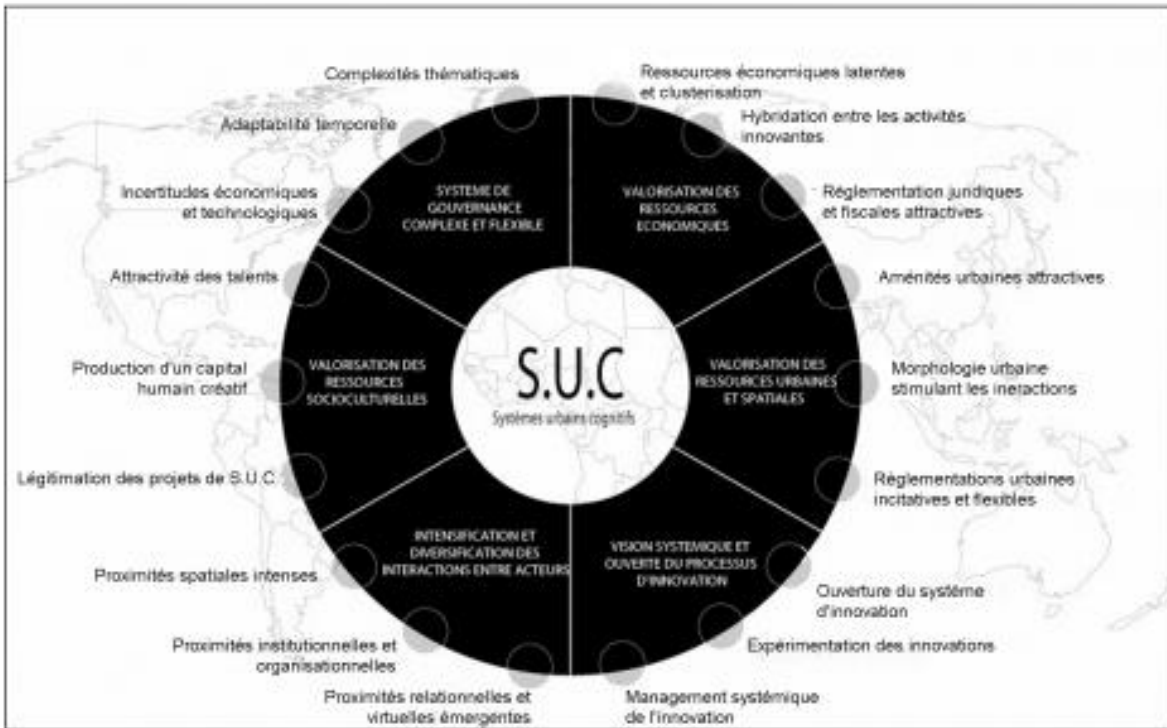 Complexités thématiques
Adaptabilité temporelle
Incertitudes économiques
et technologiques
SYSTEME DE
GOUVERNANCE
COMPLEXE ET FLEXIBLE
Ressources économiques latentes
et clusterisation
Hybridation entre les activités
innovantes
Réglementation juridiques
et fiscales attractives
VALORISATION DES
RESSOURCES
ECONOMIQUES
Attractivité des talents
Production d'un capital
humain créatif
Légitimation des projets de S.U.C
VALORISATION DES
RESSOURCES
SOCIOCULTURELLES
S.U.C
Systèmes urbains cognitifs
VALORISATION DES
RESSOURCES URBAINES
ET SPATIALES
Aménités urbaines attractives
Morphologie urbaine
stimulant les ineractions
Règlementations urbaines
incitatives et flexibles
INTENSIFICATION ET
DIVERSIFICATION DES
INTERACTIONS ENTRE ACTEURS
Proximités spatiales intenses
Proximités institutionnelles et
organisationnelles
Proximités relationnelles et
virtuelles émergentes
VISION SYSTEMIQUE ET
OUVERTE DU PROCESSUS
D'INNOVATION
Ouverture du système
d'innovation
Expérimentation des innovations
Management systémique
de l'innovation